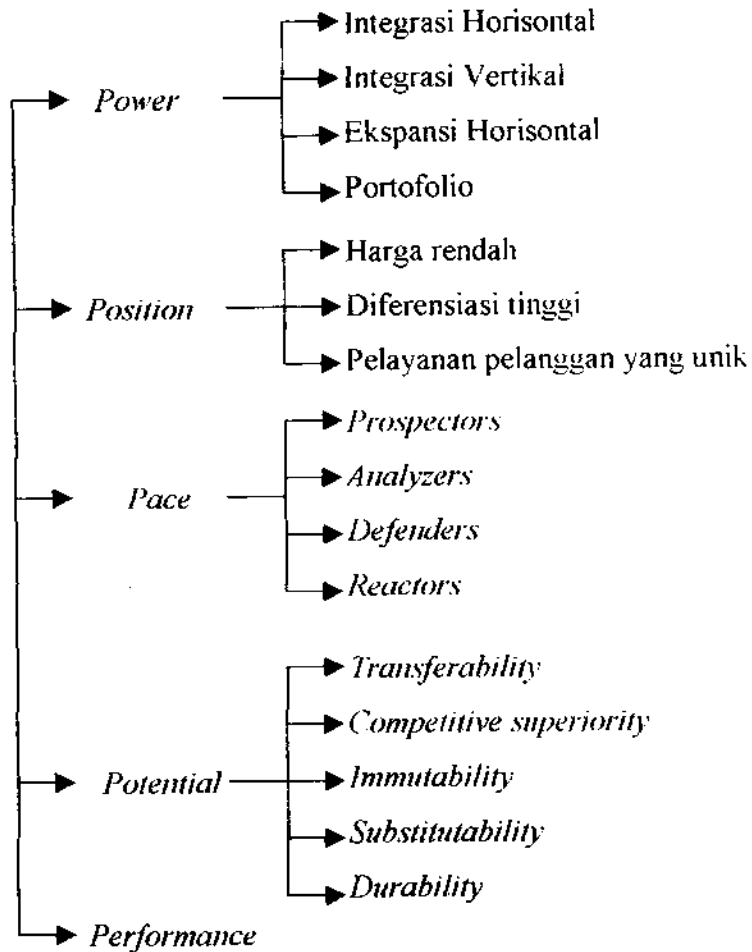 Power
Integrasi Horisontal
Integrasi Vertikal
Ekspansi Horisontal
Portofolio
Position
Harga rendah
Diferensiasi tinggi
Pelayanan pelanggan yang unik
Pace
Prospectors
Analyzers
Defenders
Reactors
Potential
Transferability
Competitive superiority
Immutability
Substitutability
Durability
Performance